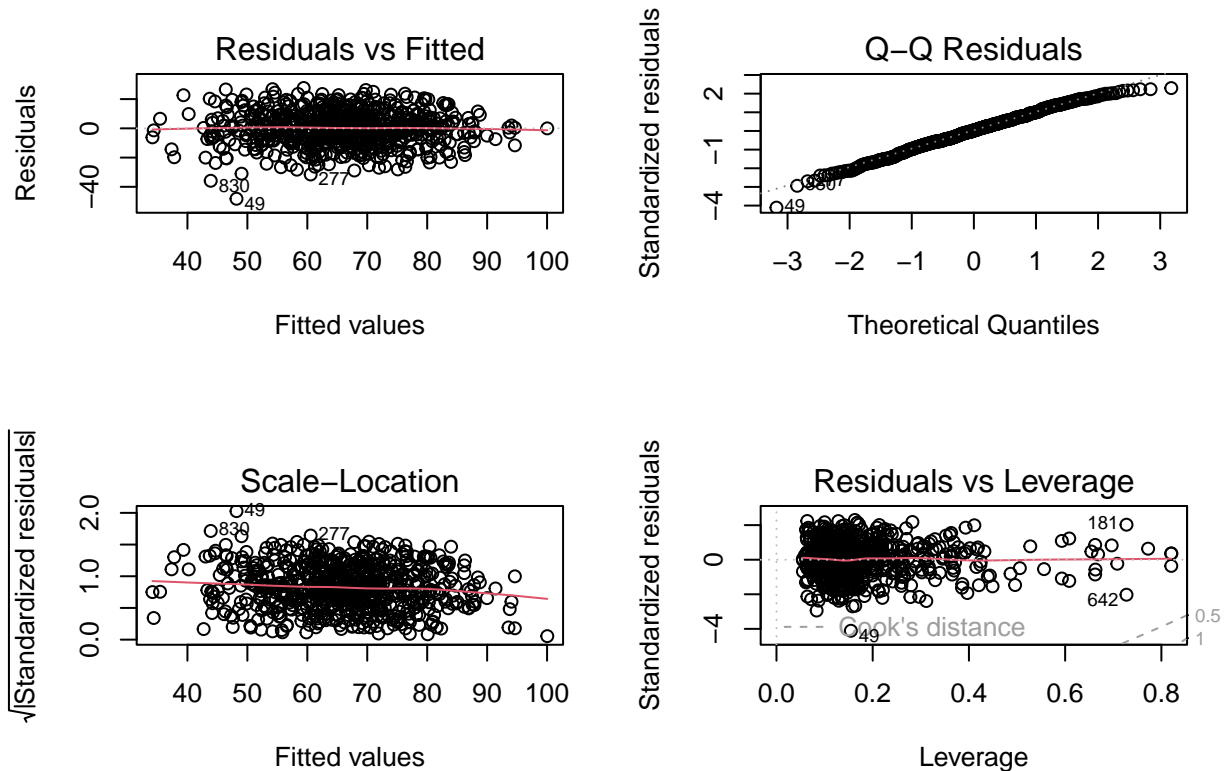 Residuals vs Fitted
Residuals
0
−40
830
277
49
40 50 60 70 80 90 100
Fitted values
Q−Q Residuals
Standardized residuals
2
−1
−4
49
−3 −2 −1 0 1 2 3
Theoretical Quantiles
Scale−Location
√|Standardized residuals|
2.0
1.0
0.0
49
830
277
40 50 60 70 80 90 100
Fitted values
Residuals vs Leverage
Standardized residuals
0
−4
181
642
49
Cook's distance
0.5
1
0.0 0.2 0.4 0.6 0.8
Leverage